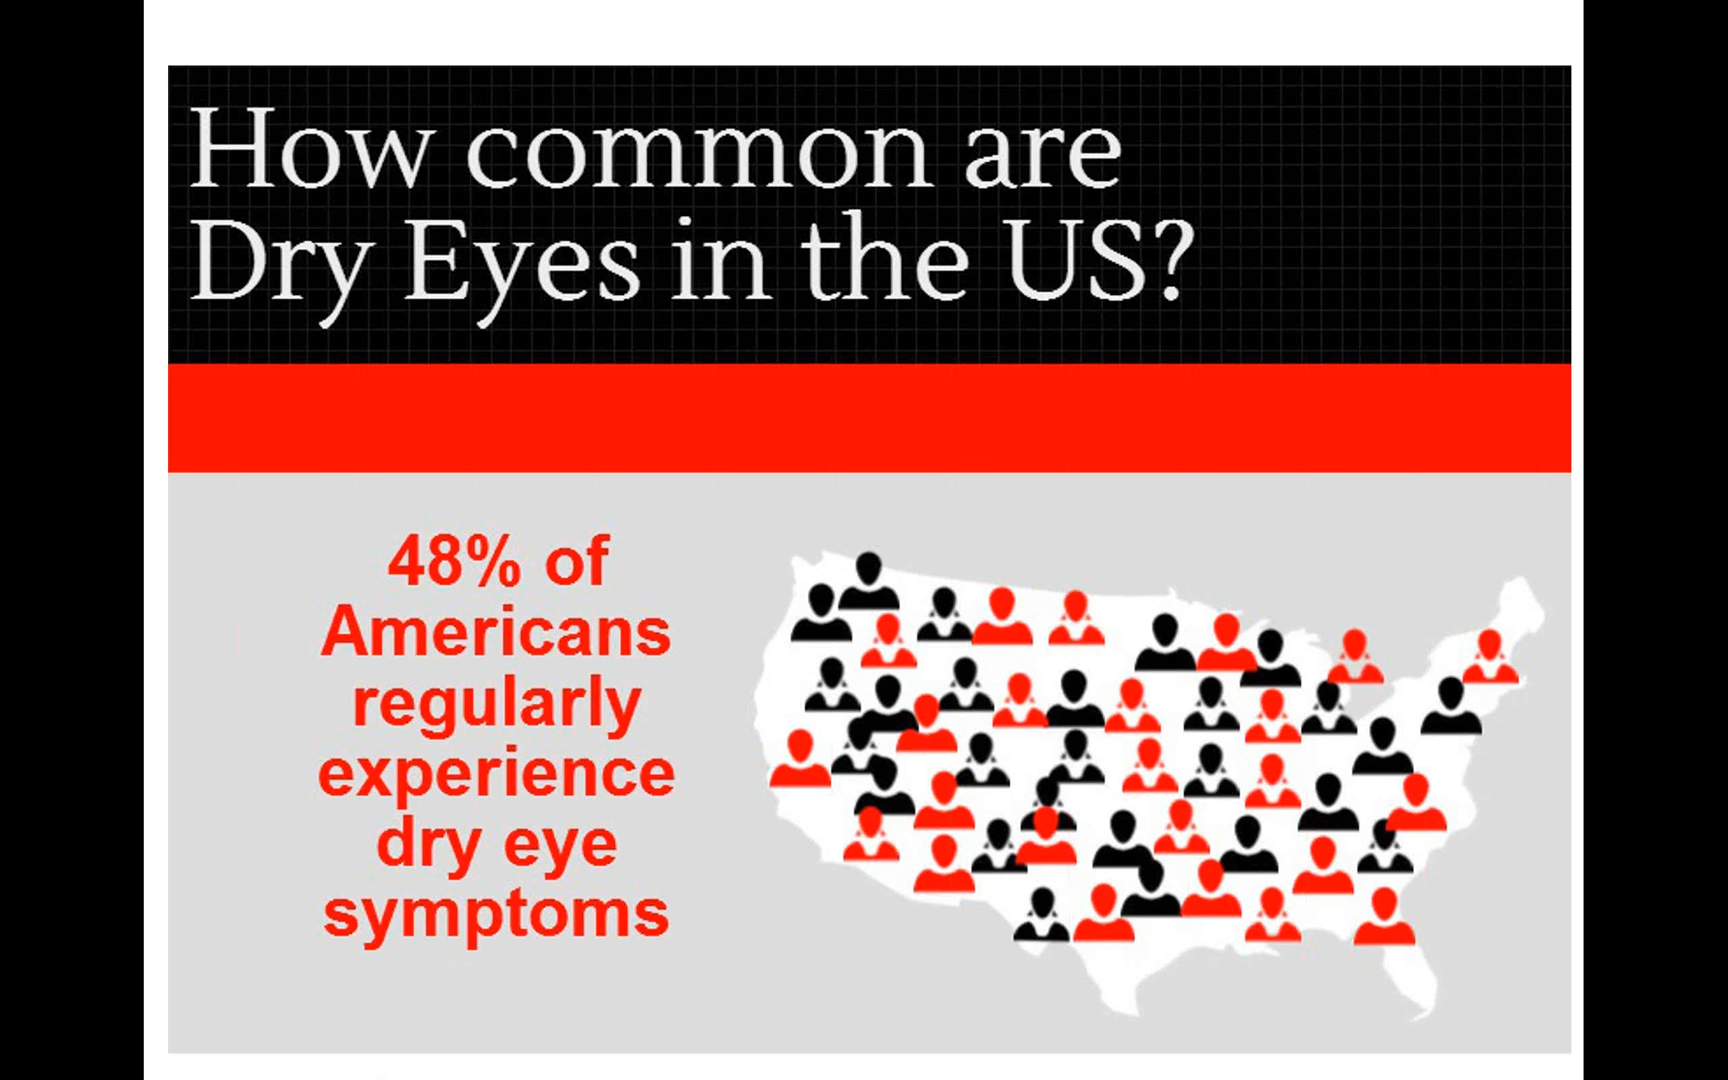 How common are
Dry Eyes in the US?
48% of
Americans
regularly
experience
dry eye
symptoms